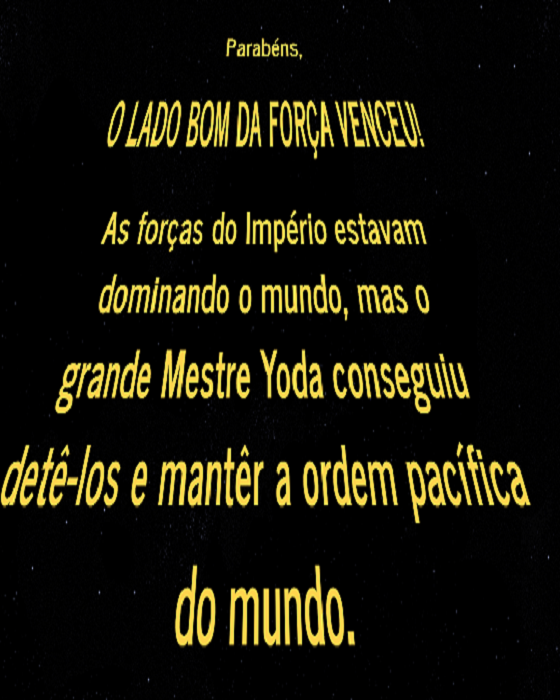 Parabéns,
O LADO BOM DA FORÇA VENCEU!
As forças do Império estavam
dominando o mundo, mas o
grande Mestre Yoda conseguiu
detê-los e mantêr a ordem pacífica
do mundo.